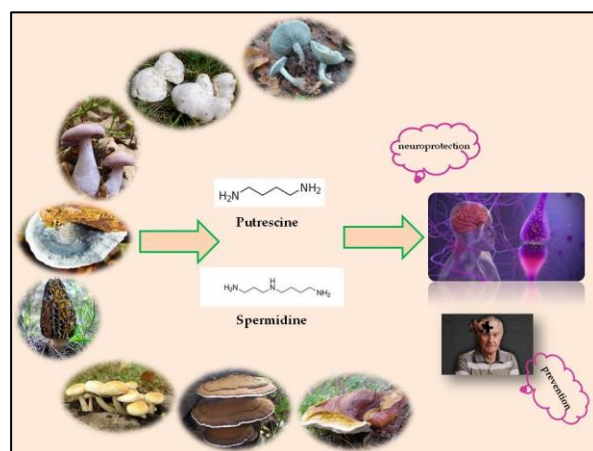 neuroprotection
H₂N
NH₂
Putrescine
H
H₂N
N
NH₂
Spermidine
prevention